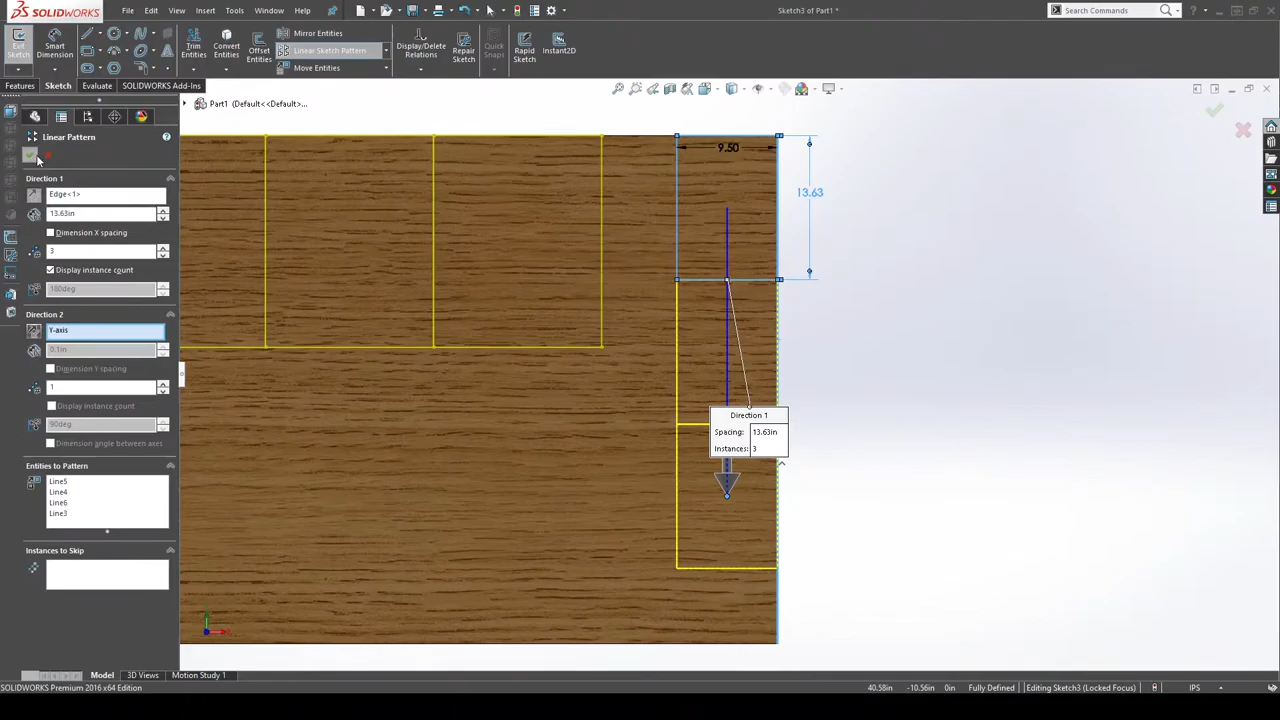 SOLIDWORKS
File Edit View Insert Tools Window Help
Sketch3 of Part1 *
Search Commands
Exit Sketch
Smart Dimension
Trim Entities
Convert Entities
Offset Entities
Mirror Entities
Linear Sketch Pattern
Move Entities
Display/Delete Relations
Repair Sketch
Quick Snaps
Rapid Sketch
Instant2D
Features Sketch Evaluate SOLIDWORKS Add-Ins
Part1 (Default<<Default>...
Linear Pattern
Direction 1
Edge<1>
13.63in
Dimension X spacing
3
Display instance count
180deg
Direction 2
Y-axis
0.1in
Dimension Y spacing
1
Display instance count
90deg
Dimension angle between axes
Entities to Pattern
Line5
Line4
Line6
Line3
Instances to Skip
9.50
13.63
Direction 1
Spacing: 13.63in
Instances: 3
Model 3D Views Motion Study 1
SOLIDWORKS Premium 2016 x64 Edition
40.58in -10.56in 0in Fully Defined Editing Sketch3 (Locked Focus) IPS